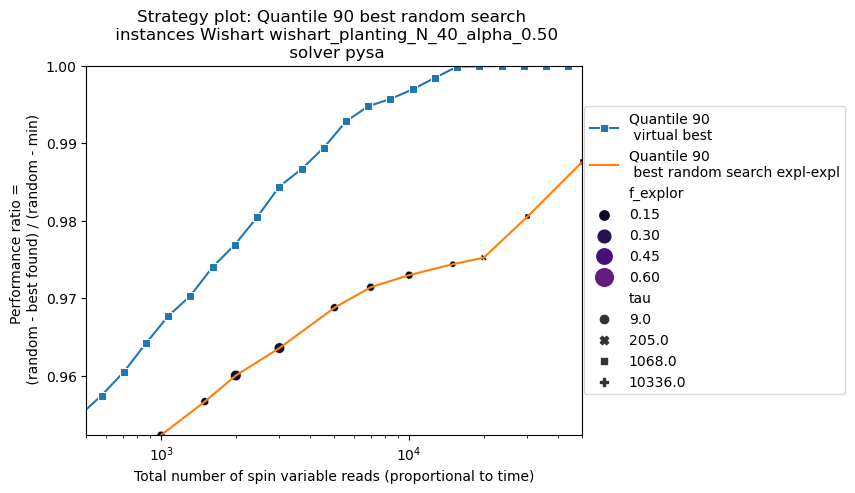 Strategy plot: Quantile 90 best random search
instances Wishart wishart_planting_N_40_alpha_0.50
solver pysa
1.00
0.99
0.98
0.97
0.96
Performance ratio =
(random - best found) / (random - min)
10³
10⁴
Total number of spin variable reads (proportional to time)
Quantile 90
virtual best
Quantile 90
best random search expl-expl
f_explor
0.15
0.30
0.45
0.60
tau
9.0
205.0
1068.0
10336.0